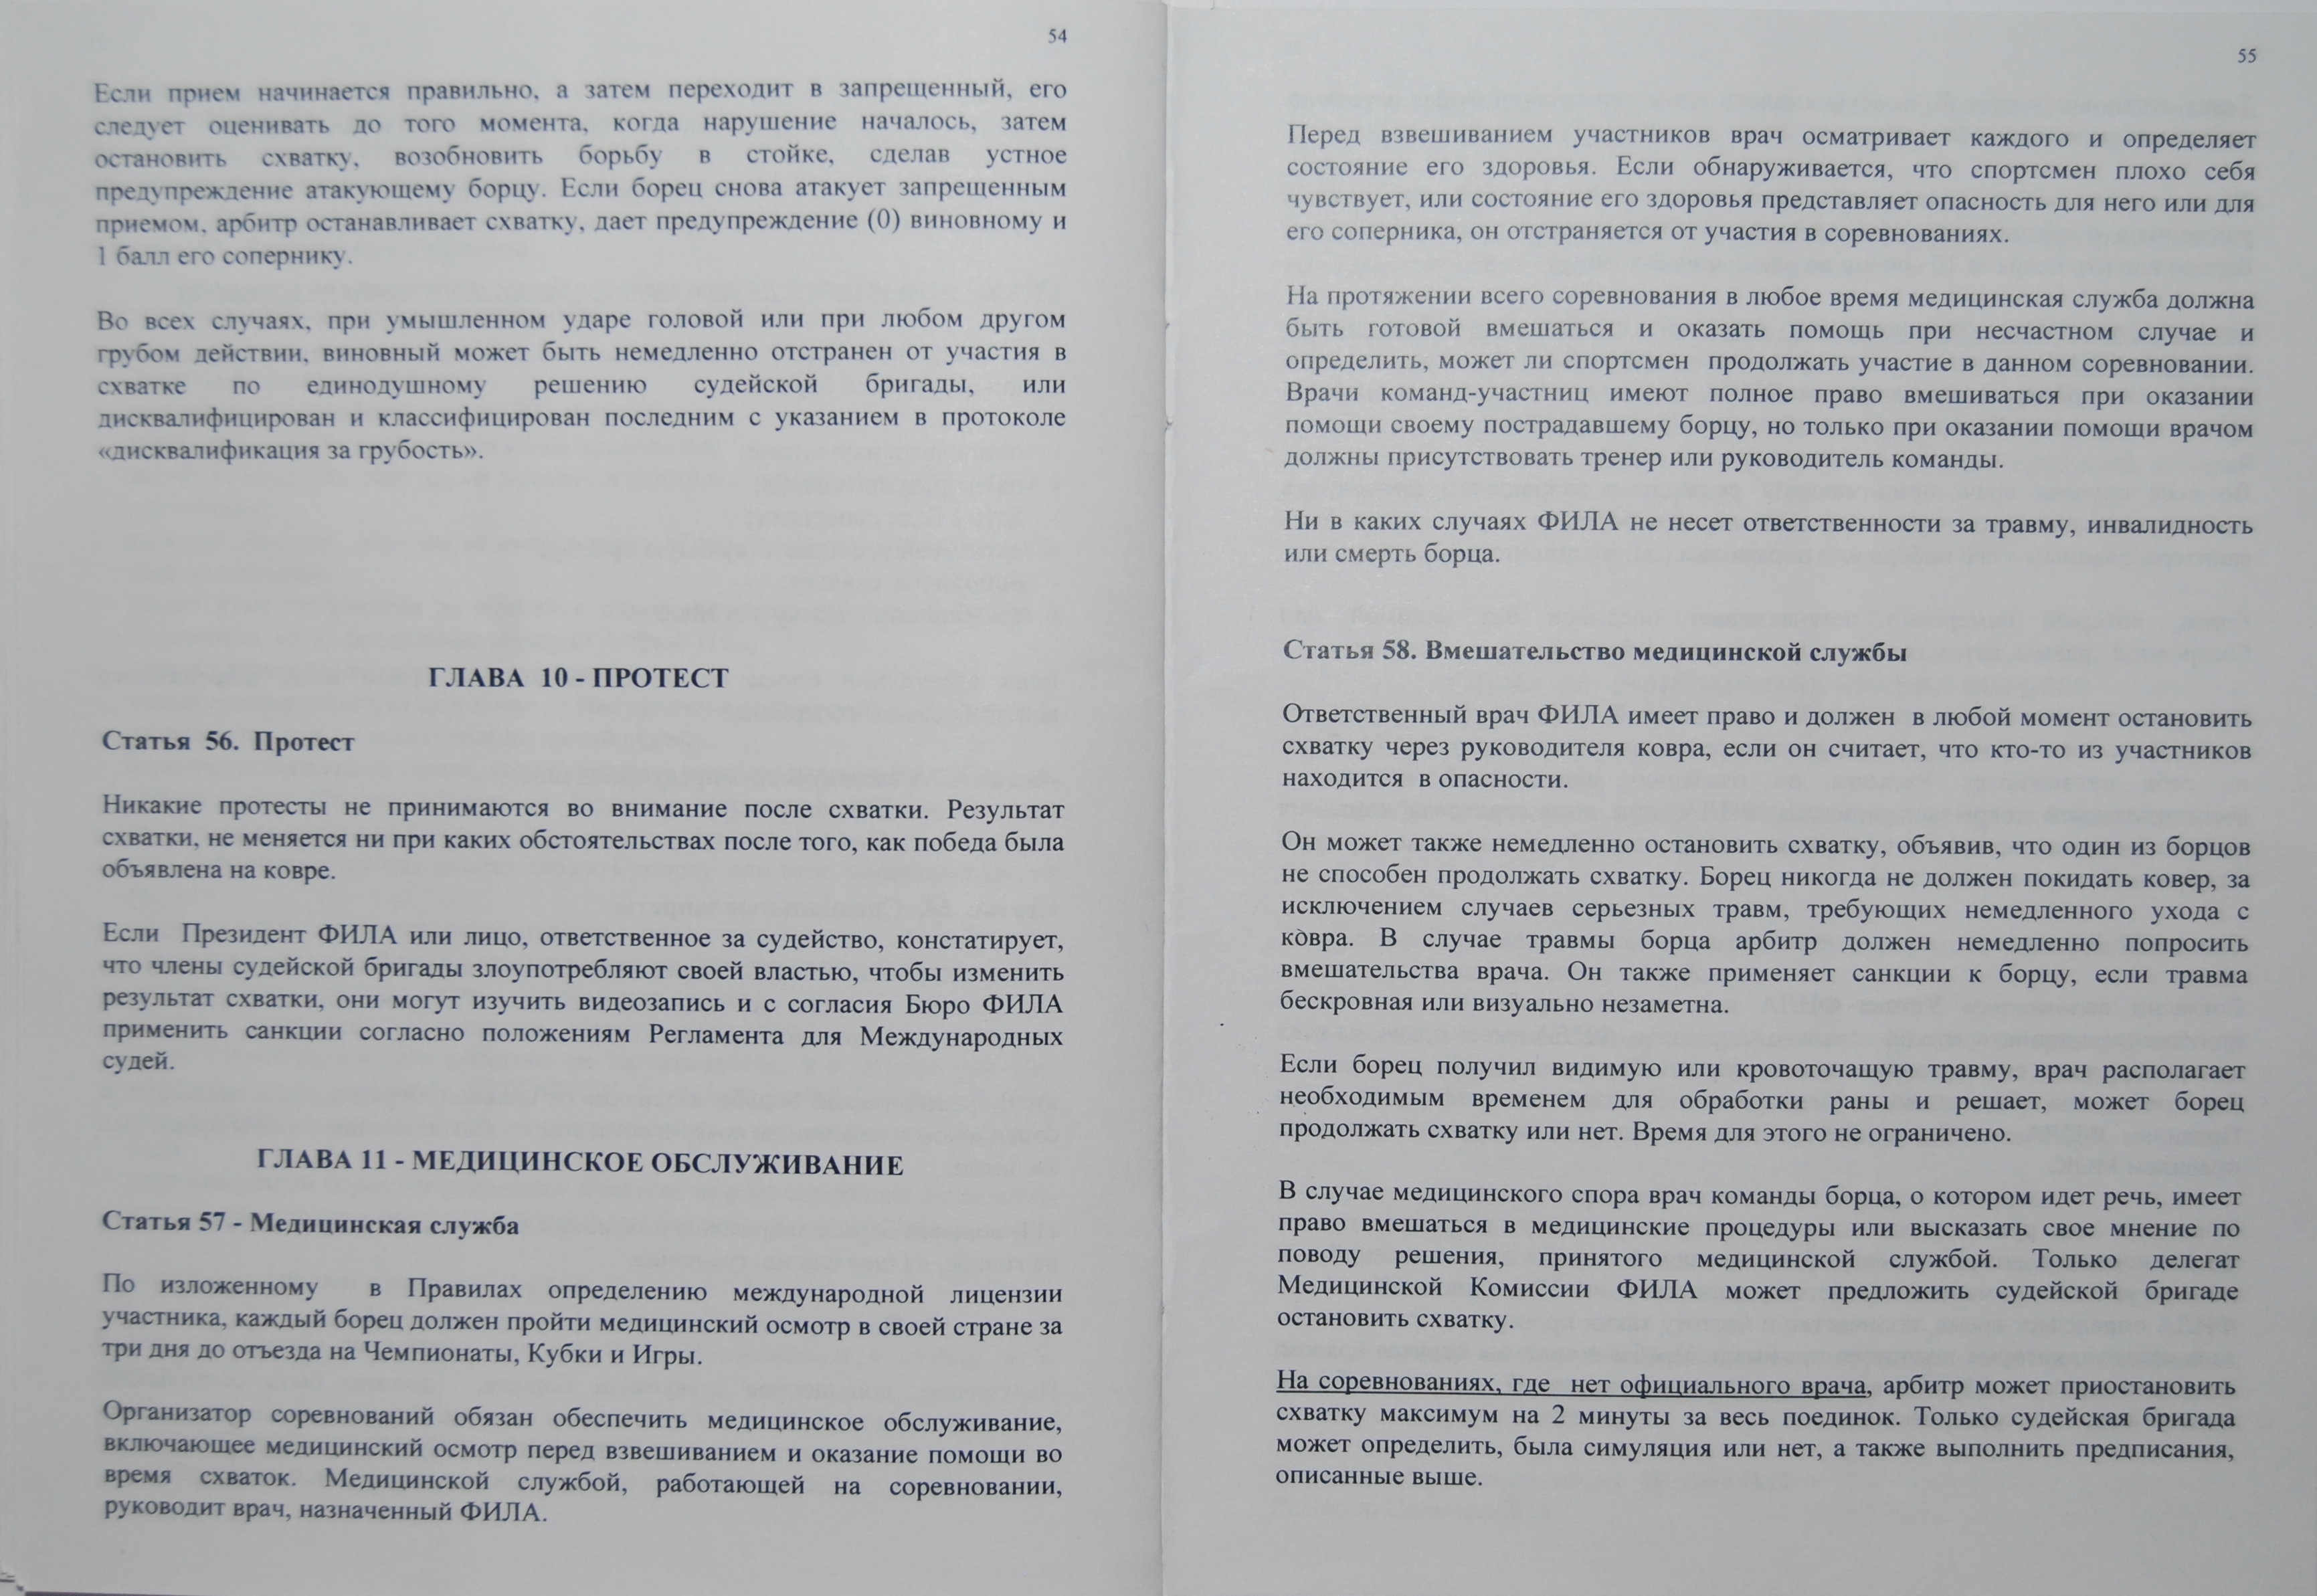 54
Если прием начинается правильно, а затем переходит в запрещенный, его
следует оценивать до того момента, когда нарушение началось, затем
остановить схватку, возобновить борьбу в стойке, сделав устное
предупреждение атакующему борцу. Если борец снова атакует запрещенным
приемом, арбитр останавливает схватку, дает предупреждение (0) виновному и
1 балл его сопернику.
Во всех случаях, при умышленном ударе головой или при любом другом
грубом действии, виновный может быть немедленно отстранен от участия в
схватке по единодушному решению судейской бригады, или
дисквалифицирован и классифицирован последним с указанием в протоколе
«дисквалификация за грубость».
ГЛАВА 10 - ПРОТЕСТ
Статья 56. Протест
Никакие протесты не принимаются во внимание после схватки. Результат
схватки, не меняется ни при каких обстоятельствах после того, как победа была
объявлена на ковре.
Если Президент ФИЛА или лицо, ответственное за судейство, констатирует,
что члены судейской бригады злоупотребляют своей властью, чтобы изменить
результат схватки, они могут изучить видеозапись и с согласия Бюро ФИЛА
применить санкции согласно положениям Регламента для Международных
судей.
ГЛАВА 11 - МЕДИЦИНСКОЕ ОБСЛУЖИВАНИЕ
Статья 57 - Медицинская служба
По изложенному в Правилах определению международной лицензии
участника, каждый борец должен пройти медицинский осмотр в своей стране за
три дня до отъезда на Чемпионаты, Кубки и Игры.
Организатор соревнований обязан обеспечить медицинское обслуживание,
включающее медицинский осмотр перед взвешиванием и оказание помощи во
время схваток. Медицинской службой, работающей на соревновании,
руководит врач, назначенный ФИЛА.
55
Перед взвешиванием участников врач осматривает каждого и определяет
состояние его здоровья. Если обнаруживается, что спортсмен плохо себя
чувствует, или состояние его здоровья представляет опасность для него или для
его соперника, он отстраняется от участия в соревнованиях.
На протяжении всего соревнования в любое время медицинская служба должна
быть готовой вмешаться и оказать помощь при несчастном случае и
определить, может ли спортсмен продолжать участие в данном соревновании.
Врачи команд-участниц имеют полное право вмешиваться при оказании
помощи своему пострадавшему борцу, но только при оказании помощи врачом
должны присутствовать тренер или руководитель команды.
Ни в каких случаях ФИЛА не несет ответственности за травму, инвалидность
или смерть борца.
Статья 58. Вмешательство медицинской службы
Ответственный врач ФИЛА имеет право и должен в любой момент остановить
схватку через руководителя ковра, если он считает, что кто-то из участников
находится в опасности.
Он может также немедленно остановить схватку, объявив, что один из борцов
не способен продолжать схватку. Борец никогда не должен покидать ковер, за
исключением случаев серьезных травм, требующих немедленного ухода с
ковра. В случае травмы борца арбитр должен немедленно попросить
вмешательства врача. Он также применяет санкции к борцу, если травма
бескровная или визуально незаметна.
Если борец получил видимую или кровоточащую травму, врач располагает
необходимым временем для обработки раны и решает, может борец
продолжать схватку или нет. Время для этого не ограничено.
В случае медицинского спора врач команды борца, о котором идет речь, имеет
право вмешаться в медицинские процедуры или высказать свое мнение по
поводу решения, принятого медицинской службой. Только делегат
Медицинской Комиссии ФИЛА может предложить судейской бригаде
остановить схватку.
На соревнованиях, где нет официального врача, арбитр может приостановить
схватку максимум на 2 минуты за весь поединок. Только судейская бригада
может определить, была симуляция или нет, а также выполнить предписания,
описанные выше.